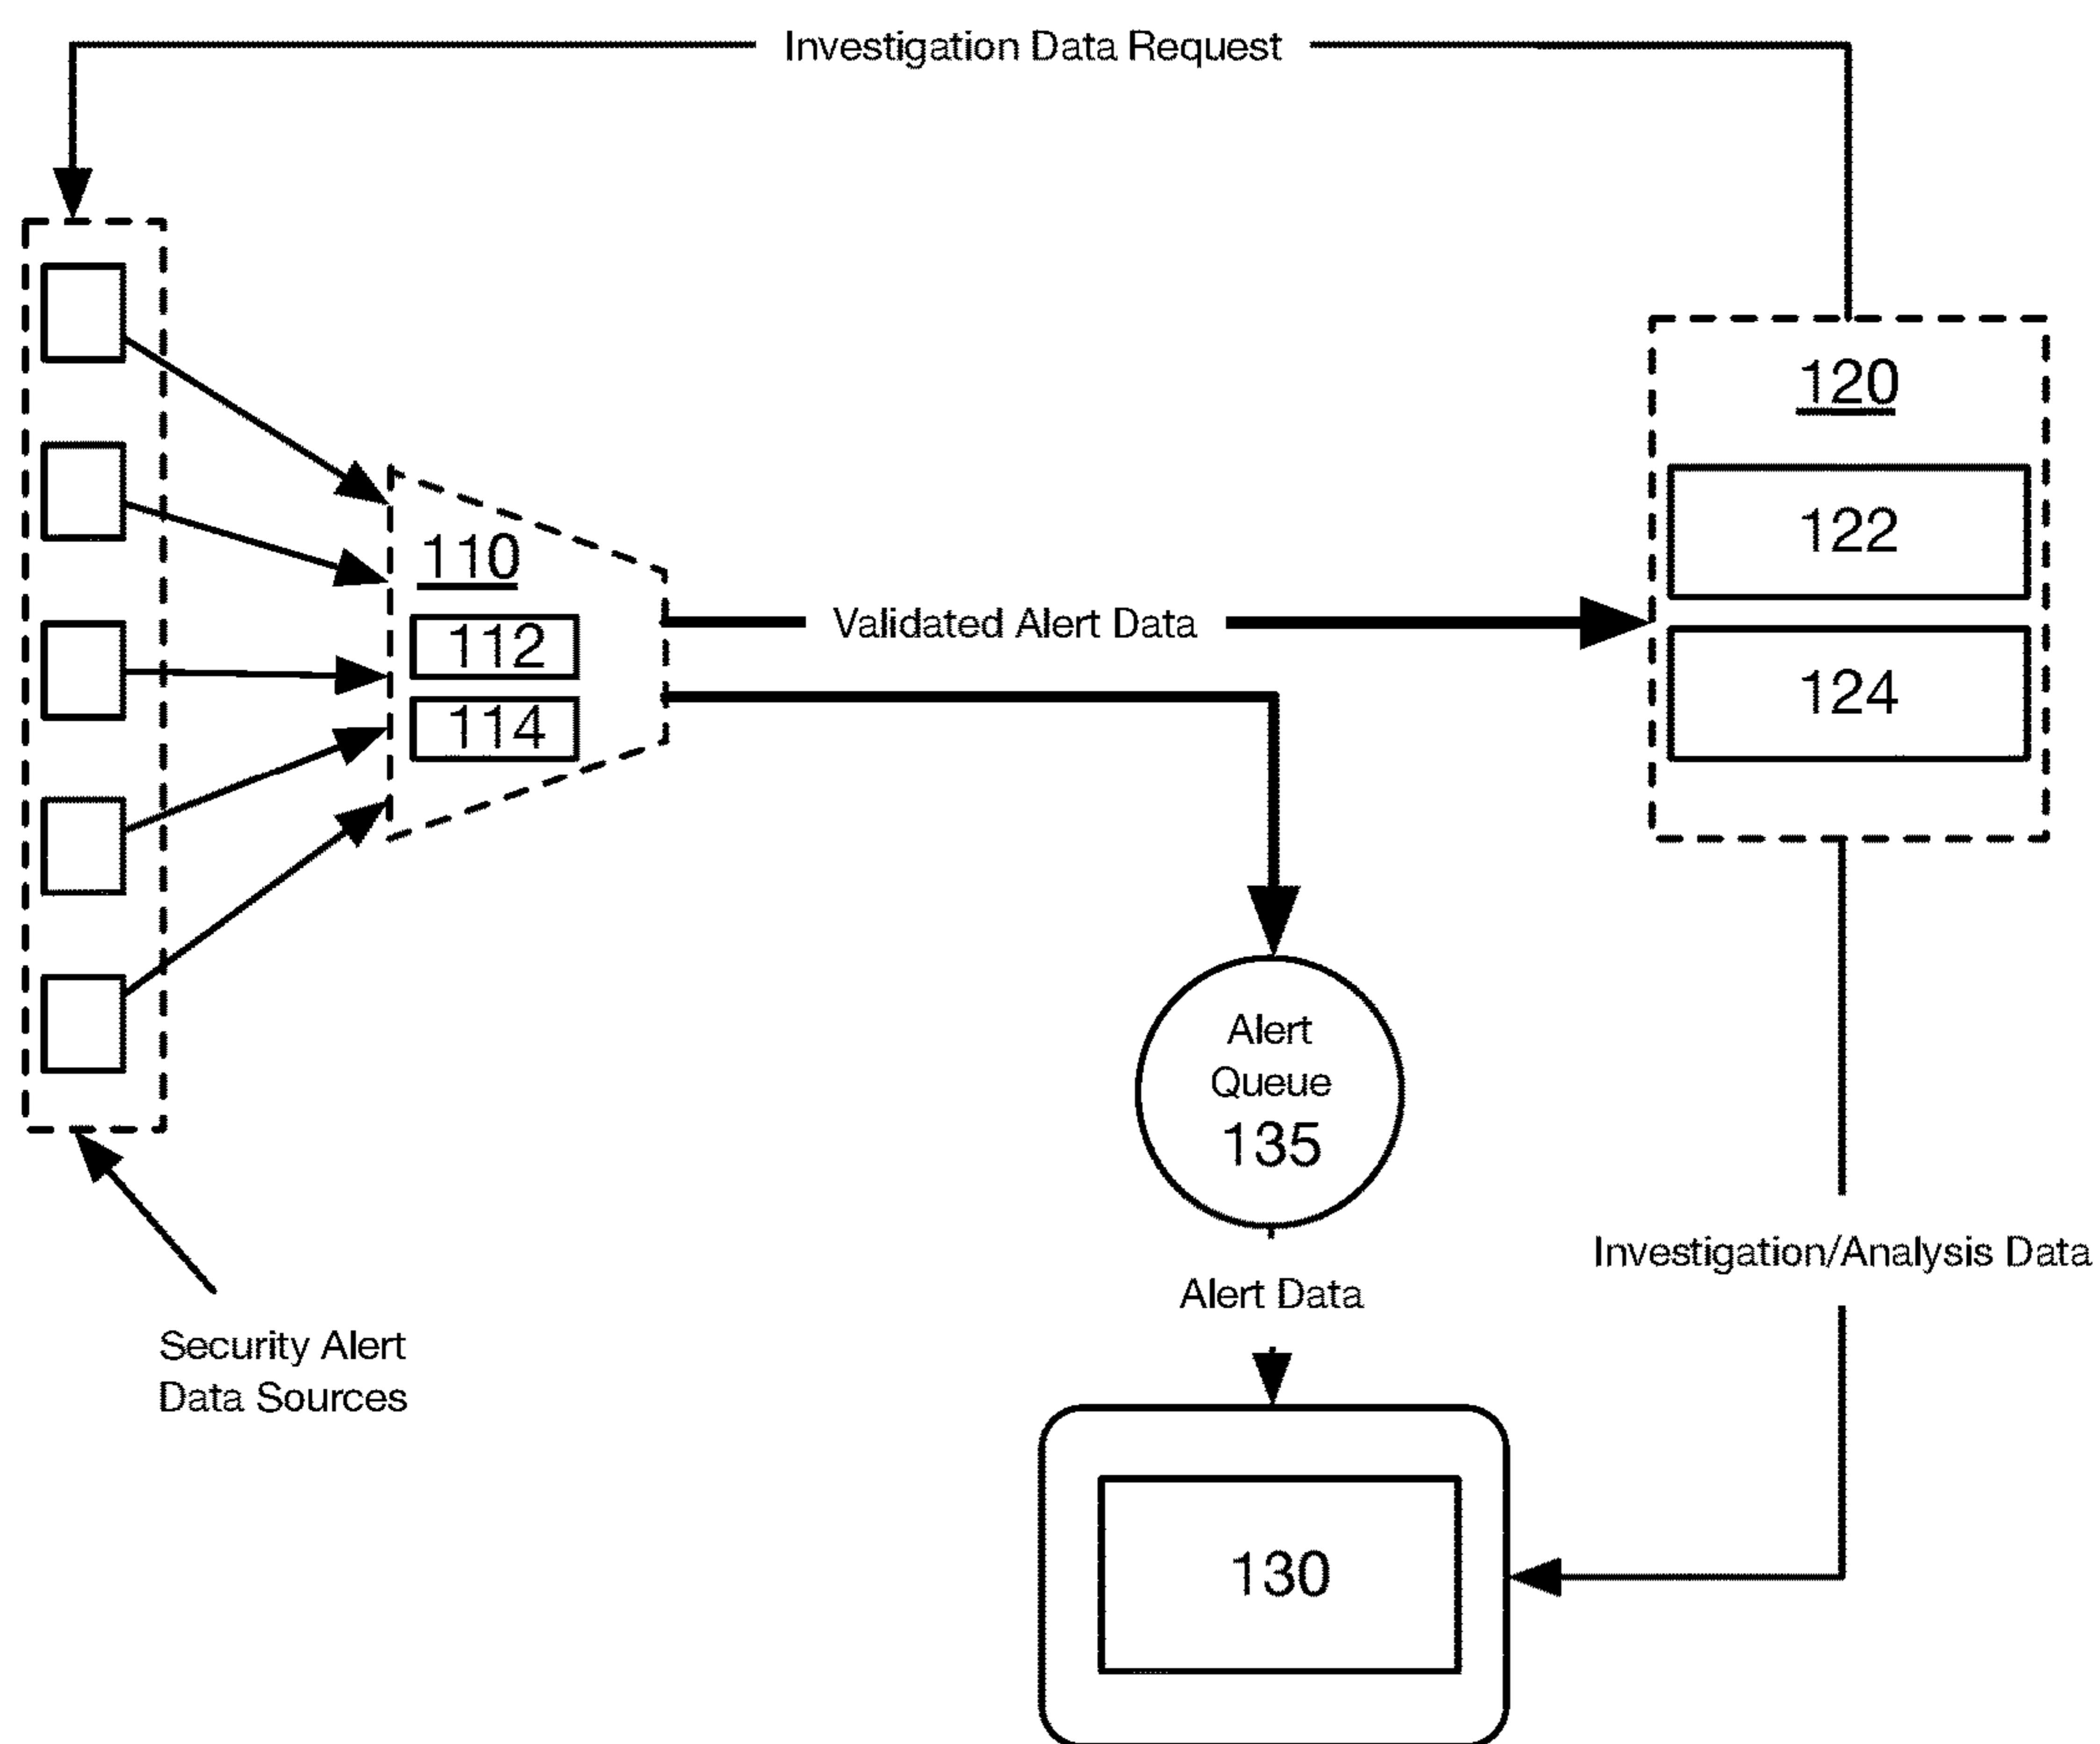 Investigation Data Request
120
122
110
112
Validated Alert Data
124
114
Alert
Queue
135
Investigation/Analysis Data
Alert Data
Security Alert
Data Sources
130